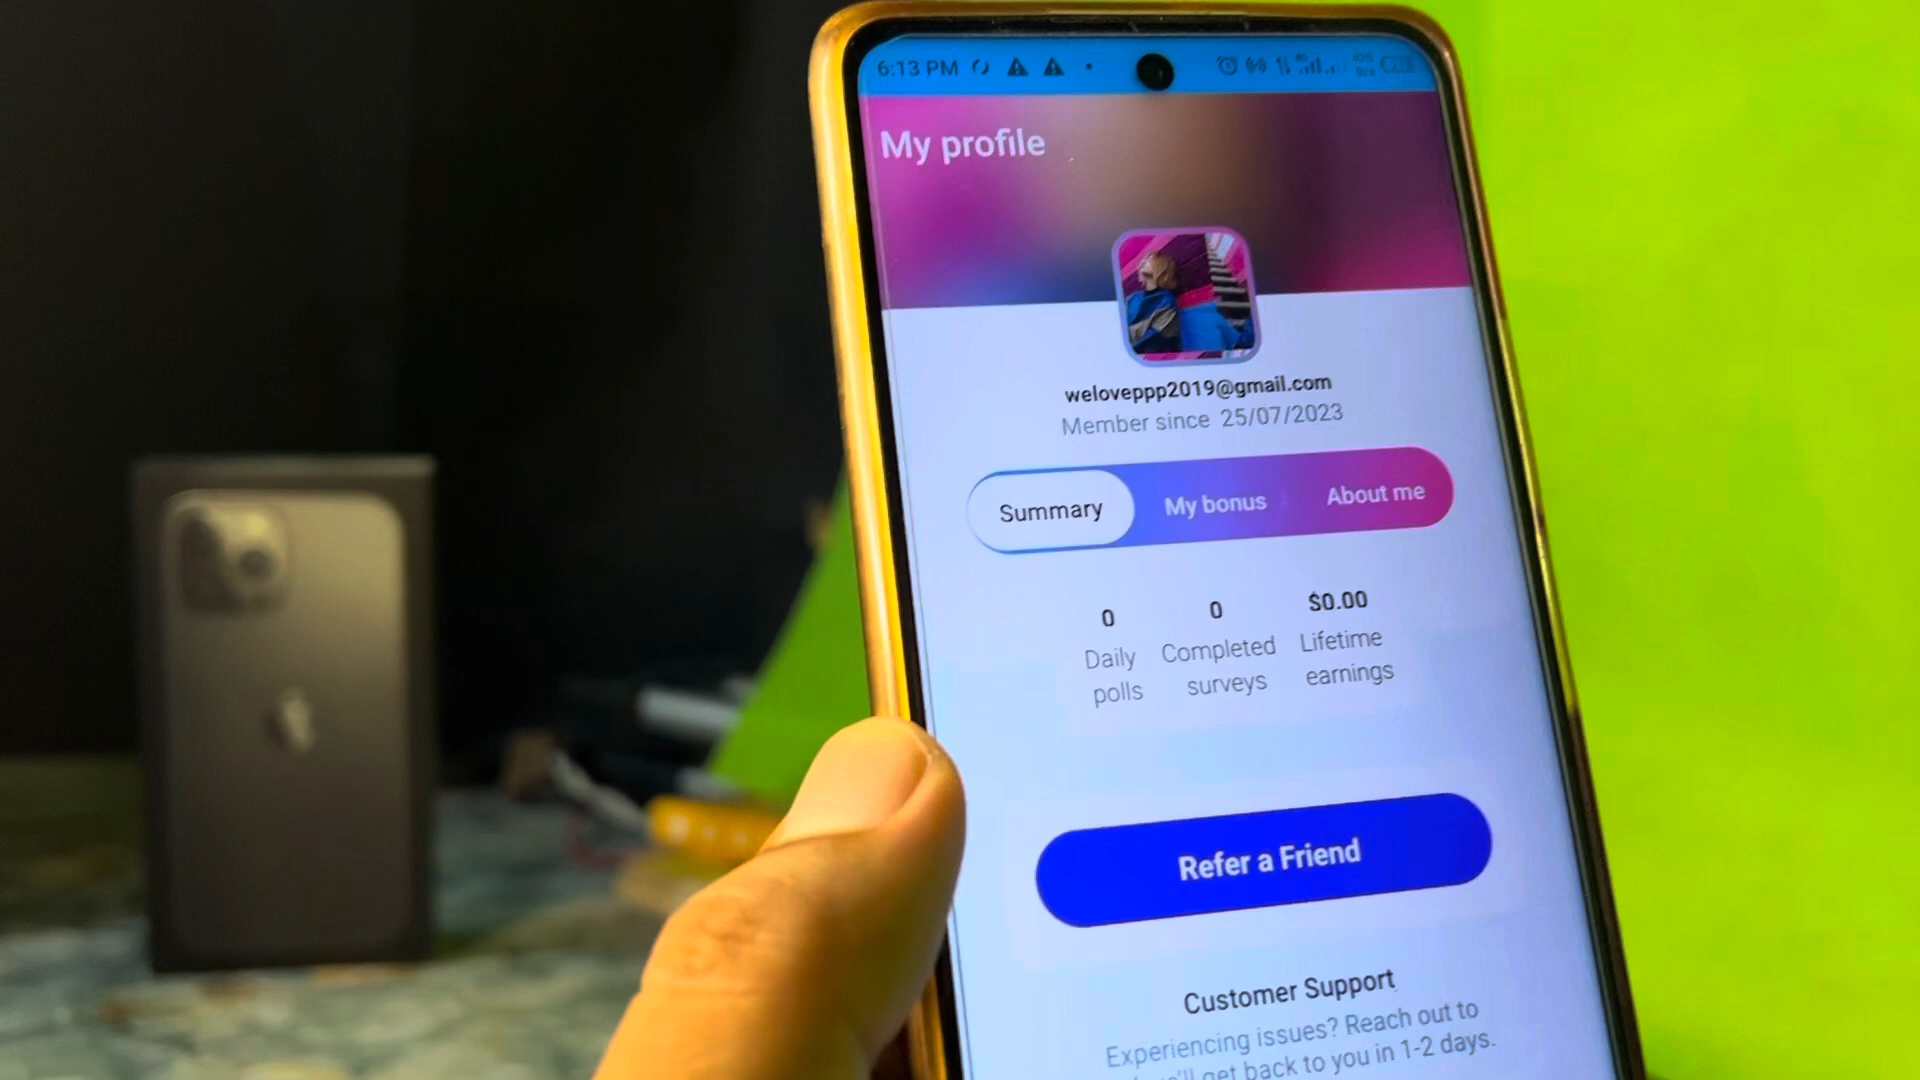 6:13 PM
My profile
weloveppp2019@gmail.com
Member since 25/07/2023
Summary My bonus About me
0 0 $0.00
Daily polls Completed surveys Lifetime earnings
Refer a Friend
Customer Support
Experiencing issues? Reach out to
get back to you in 1-2 days.